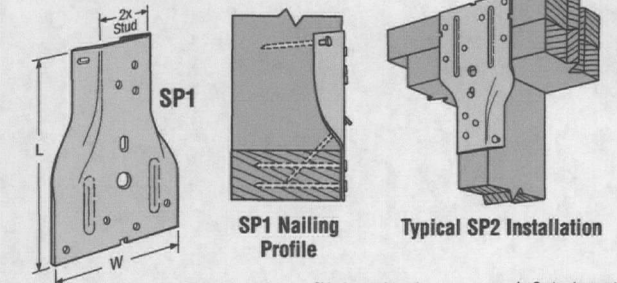 2x
Stud
SP1
L
W
SP1 Nailing
Profile
Typical SP2 Installation